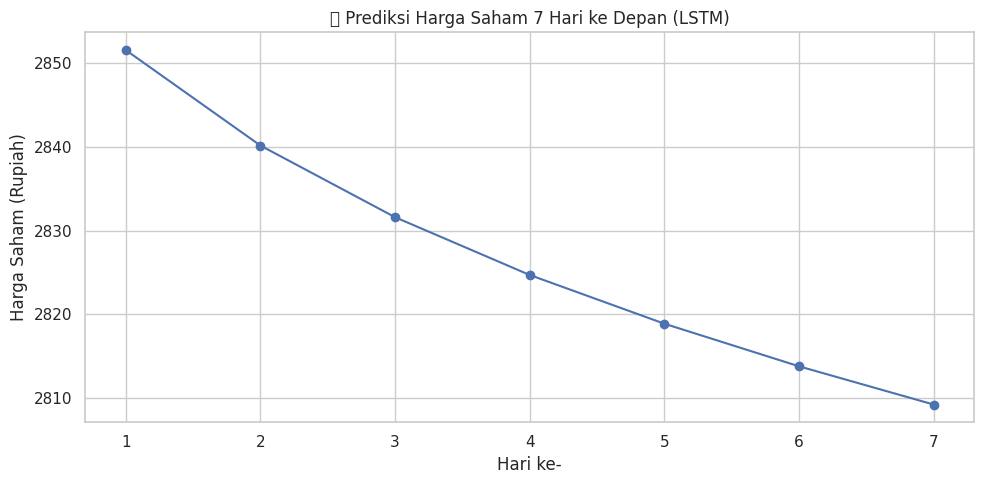 Prediksi Harga Saham 7 Hari ke Depan (LSTM)
Harga Saham (Rupiah)
2850
2840
2830
2820
2810
1 2 3 4 5 6 7
Hari ke-